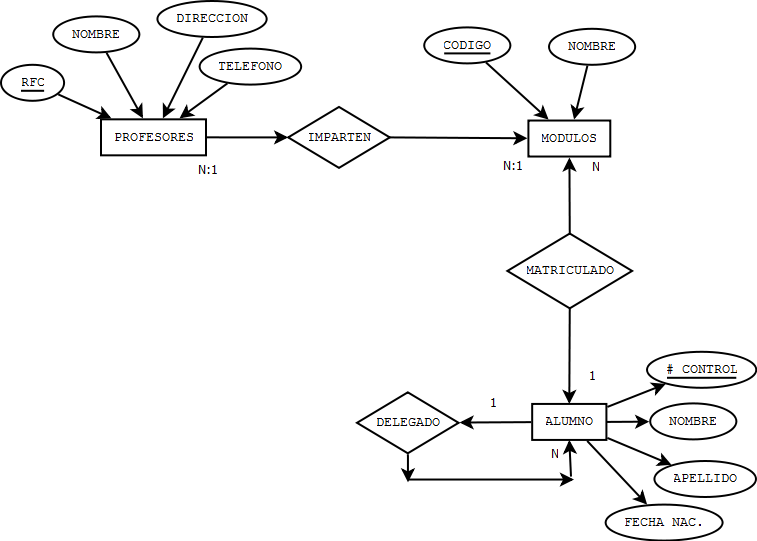 DIRECCION
NOMBRE
TELEFONO
RFC
CODIGO
NOMBRE
PROFESORES
IMPARTEN
MODULOS
N:1
N:1
N
MATRICULADO
# CONTROL
1
1
DELEGADO
ALUMNO
NOMBRE
N
APELLIDO
FECHA NAC.